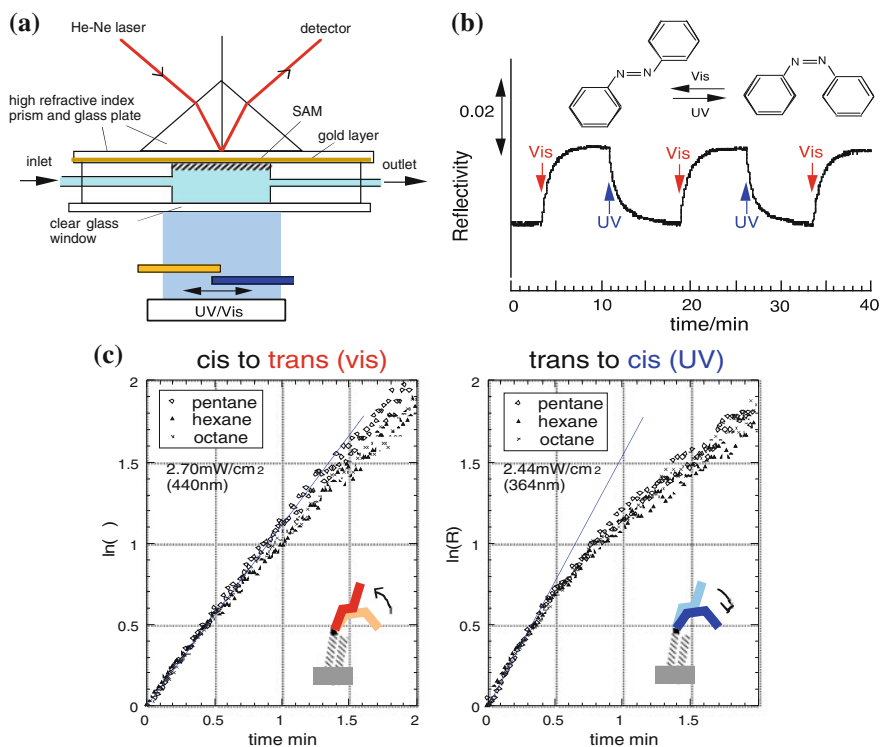 (a)
He-Ne laser
detector
high refractive index
prism and glass plate
SAM
gold layer
inlet
outlet
clear glass
window
UV/Vis
(b)
N=N
N=N
Vis
UV
0.02
Reflectivity
Vis
Vis
Vis
UV
UV
0 10 20 30 40
time/min
(c)
cis to trans (vis)
2
1.5
1.0
0.5
0
ln( )
pentane
hexane
octane
2.70mW/cm2
(440nm)
0 0.5 1 1.5 2
time min
trans to cis (UV)
2
1.5
1.0
0.5
0
ln(R)
pentane
hexane
octane
2.44mW/cm2
(364nm)
0 0.5 1 1.5
time min